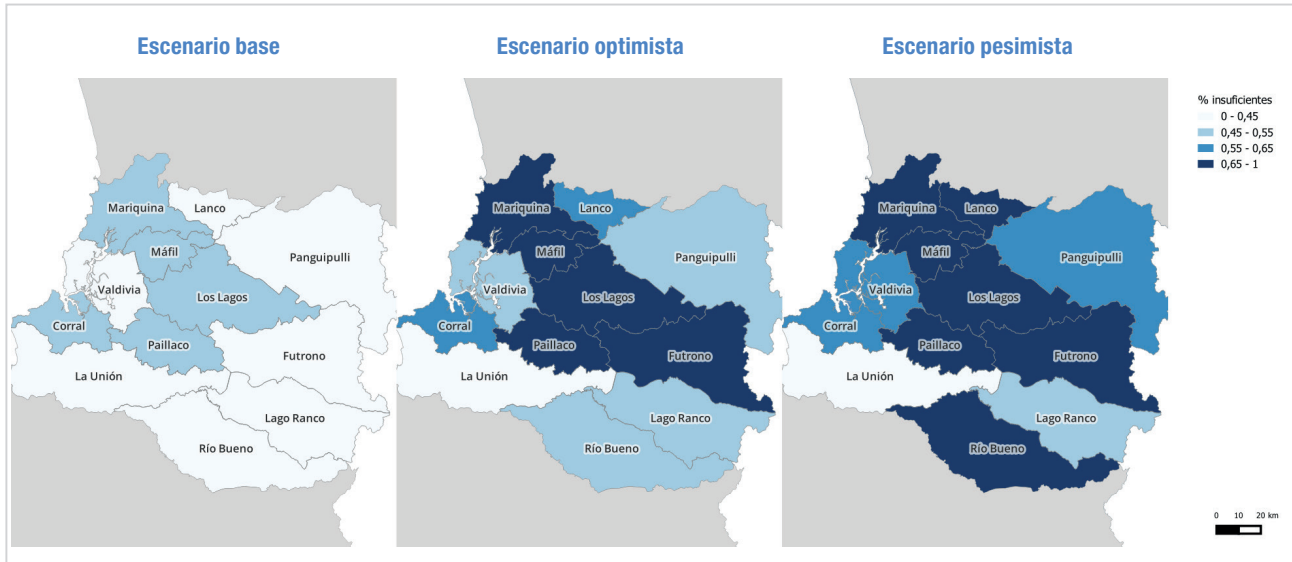 Escenario base
Escenario optimista
Escenario pesimista
% insuficientes
0 - 0,45
0,45 - 0,55
0,55 - 0,65
0,65 - 1
Mariquina
Lanco
Máfil
Panguipulli
Valdivia
Los Lagos
Corral
Paillaco
Futrono
La Unión
Lago Ranco
Río Bueno
Mariquina
Lanco
Máfil
Panguipulli
Valdivia
Los Lagos
Corral
Paillaco
Futrono
La Unión
Lago Ranco
Río Bueno
Mariquina
Lanco
Máfil
Panguipulli
Valdivia
Los Lagos
Corral
Paillaco
Futrono
La Unión
Lago Ranco
Río Bueno
0 10 20 km